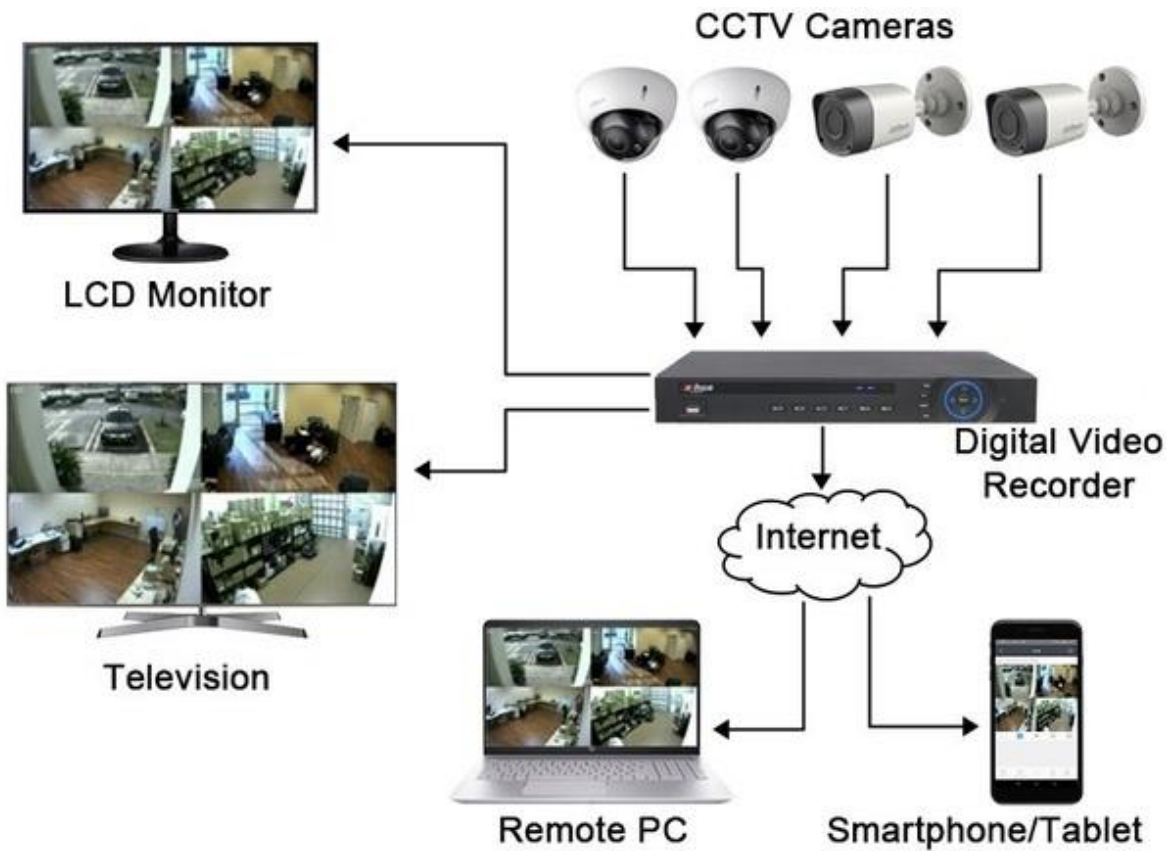 CCTV Cameras
LCD Monitor
Digital Video
Recorder
Internet
Television
Remote PC
Smartphone/Tablet